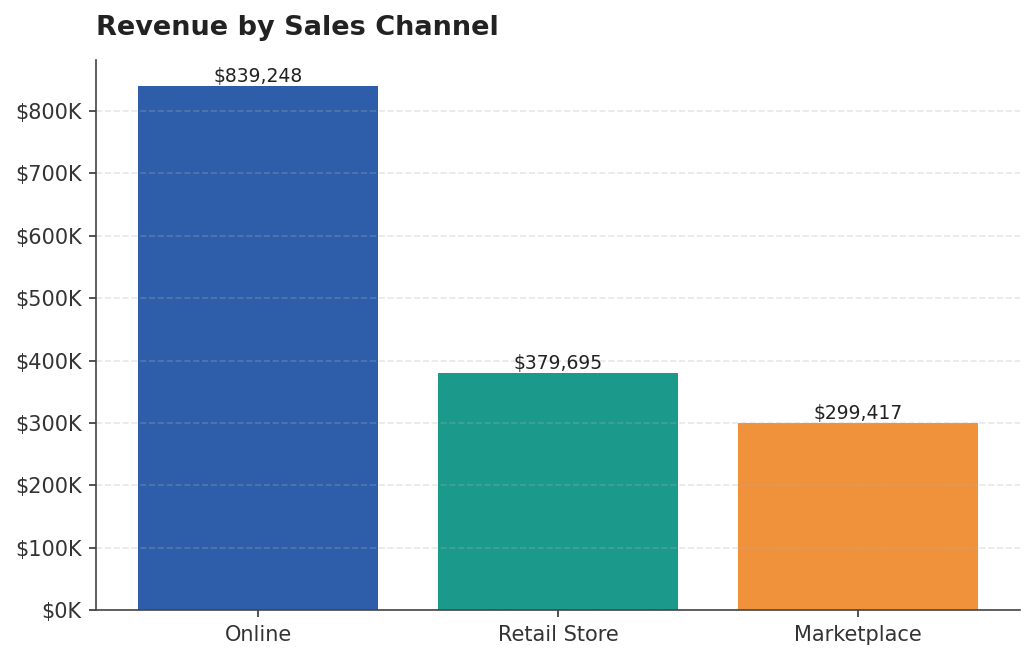 Revenue by Sales Channel
$839,248
$800K
$700K
$600K
$500K
$400K
$379,695
$299,417
$300K
$200K
$100K
$0K
Online
Retail Store
Marketplace